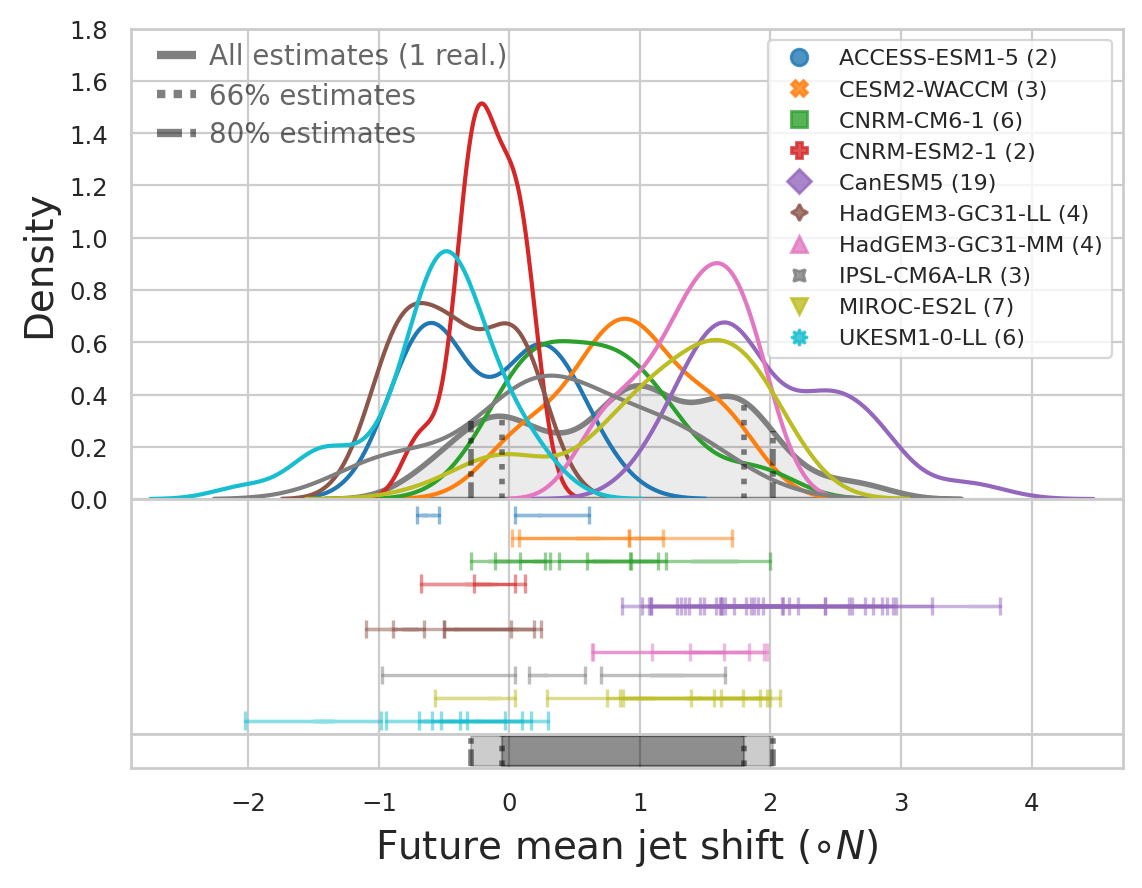 All estimates (1 real.)
66% estimates
80% estimates
ACCESS-ESM1-5 (2)
CESM2-WACCM (3)
CNRM-CM6-1 (6)
CNRM-ESM2-1 (2)
CanESM5 (19)
HadGEM3-GC31-LL (4)
HadGEM3-GC31-MM (4)
IPSL-CM6A-LR (3)
MIROC-ES2L (7)
UKESM1-0-LL (6)
Density
1.8
1.6
1.4
1.2
1.0
0.8
0.6
0.4
0.2
0.0
−2 −1 0 1 2 3 4
Future mean jet shift (∘N)